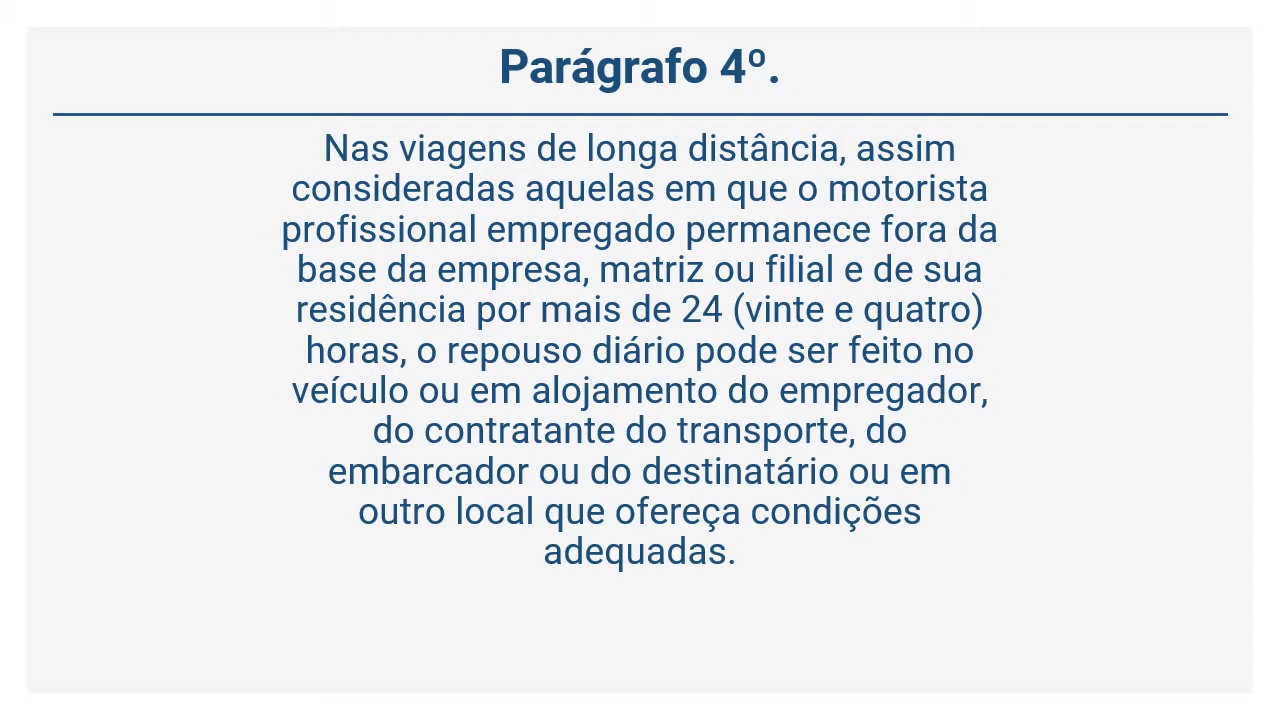 Parágrafo 4º.
Nas viagens de longa distância, assim
consideradas aquelas em que o motorista
profissional empregado permanece fora da
base da empresa, matriz ou filial e de sua
residência por mais de 24 (vinte e quatro)
horas, o repouso diário pode ser feito no
veículo ou em alojamento do empregador,
do contratante do transporte, do
embarcador ou do destinatário ou em
outro local que ofereça condições
adequadas.